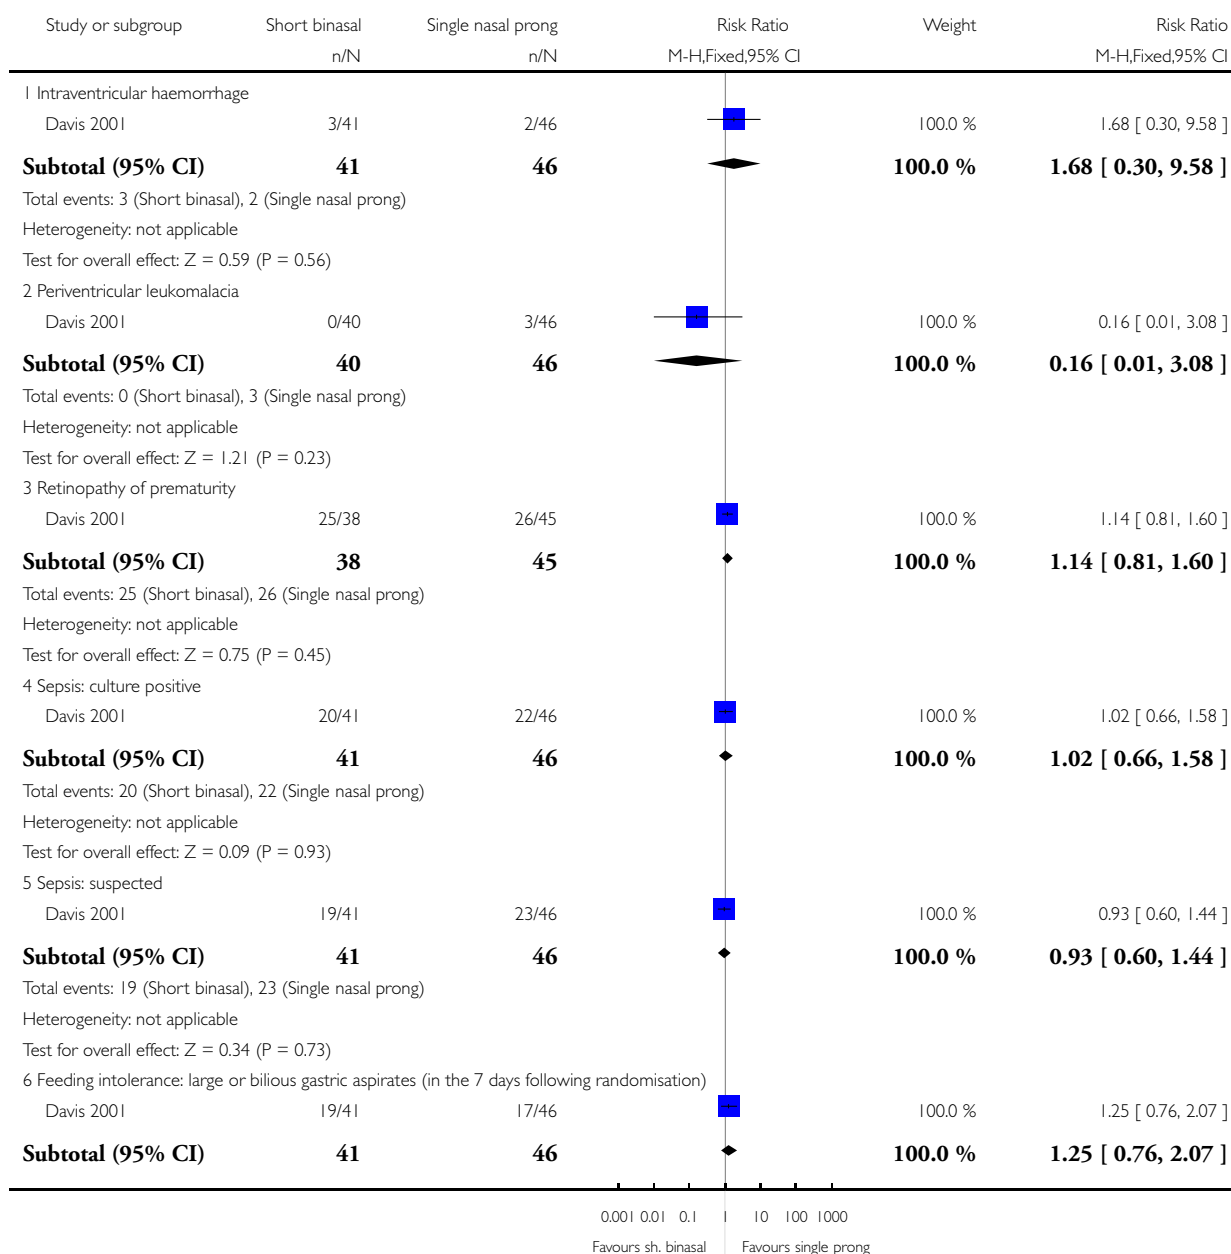 Study or subgroup Short binasal Single nasal prong Risk Ratio Weight Risk Ratio
n/N n/N M-H,Fixed,95% CI M-H,Fixed,95% CI
1 Intraventricular haemorrhage
Davis 2001 3/41 2/46 100.0 % 1.68 [ 0.30, 9.58 ]
Subtotal (95% CI) 41 46 100.0 % 1.68 [ 0.30, 9.58 ]
Total events: 3 (Short binasal), 2 (Single nasal prong)
Heterogeneity: not applicable
Test for overall effect: Z = 0.59 (P = 0.56)
2 Periventricular leukomalacia
Davis 2001 0/40 3/46 100.0 % 0.16 [ 0.01, 3.08 ]
Subtotal (95% CI) 40 46 100.0 % 0.16 [ 0.01, 3.08 ]
Total events: 0 (Short binasal), 3 (Single nasal prong)
Heterogeneity: not applicable
Test for overall effect: Z = 1.21 (P = 0.23)
3 Retinopathy of prematurity
Davis 2001 25/38 26/45 100.0 % 1.14 [ 0.81, 1.60 ]
Subtotal (95% CI) 38 45 100.0 % 1.14 [ 0.81, 1.60 ]
Total events: 25 (Short binasal), 26 (Single nasal prong)
Heterogeneity: not applicable
Test for overall effect: Z = 0.75 (P = 0.45)
4 Sepsis: culture positive
Davis 2001 20/41 22/46 100.0 % 1.02 [ 0.66, 1.58 ]
Subtotal (95% CI) 41 46 100.0 % 1.02 [ 0.66, 1.58 ]
Total events: 20 (Short binasal), 22 (Single nasal prong)
Heterogeneity: not applicable
Test for overall effect: Z = 0.09 (P = 0.93)
5 Sepsis: suspected
Davis 2001 19/41 23/46 100.0 % 0.93 [ 0.60, 1.44 ]
Subtotal (95% CI) 41 46 100.0 % 0.93 [ 0.60, 1.44 ]
Total events: 19 (Short binasal), 23 (Single nasal prong)
Heterogeneity: not applicable
Test for overall effect: Z = 0.34 (P = 0.73)
6 Feeding intolerance: large or bilious gastric aspirates (in the 7 days following randomisation)
Davis 2001 19/41 17/46 100.0 % 1.25 [ 0.76, 2.07 ]
Subtotal (95% CI) 41 46 100.0 % 1.25 [ 0.76, 2.07 ]
0.001 0.01 0.1 1 10 100 1000
Favours sh. binasal Favours single prong